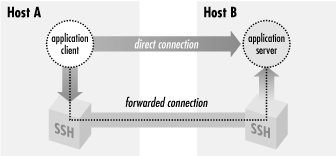 Host A
Host B
application
client
direct connection
application
server
forwarded connection
SSH
SSH